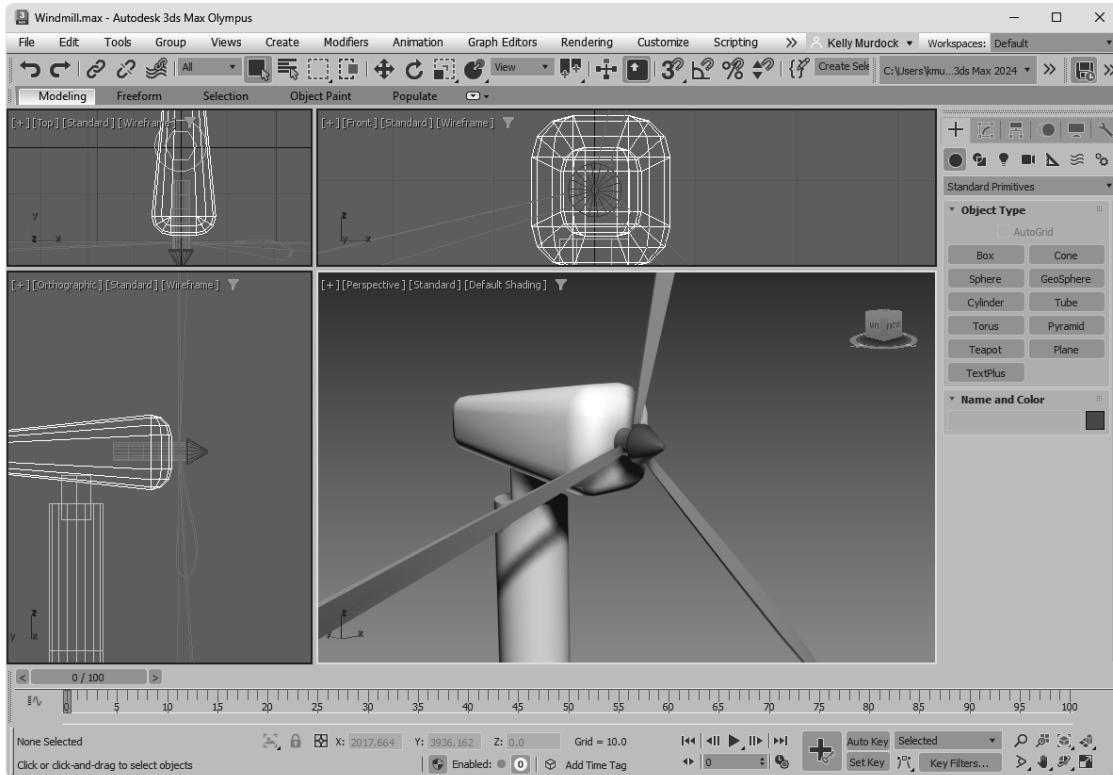 Windmill.max - Autodesk 3ds Max Olympus
File Edit Tools Group Views Create Modifiers Animation Graph Editors Rendering Customize Scripting Kelly Murdock Workspaces: Default
All View Create Sele C:\Users\kmu...3ds Max 2024
Modeling Freeform Selection Object Paint Populate
[+] [Top] [Standard] [Wireframe]
[+] [Front] [Standard] [Wireframe]
Standard Primitives
Object Type
AutoGrid
Box Cone
Sphere GeoSphere
Cylinder Tube
Torus Pyramid
Teapot Plane
TextPlus
Name and Color
[+] [Orthographic] [Standard] [Wireframe]
[+] [Perspective] [Standard] [Default Shading]
y z x
z y x
z y x
z y x
< 0 / 100 >
0 5 10 15 20 25 30 35 40 45 50 55 60 65 70 75 80 85 90 95 100
None Selected X: 2017.664 Y: 3936.162 Z: 0.0 Grid = 10.0 Auto Key Selected
Click or click-and-drag to select objects Enabled: 0 Add Time Tag 0 Set Key Key Filters...